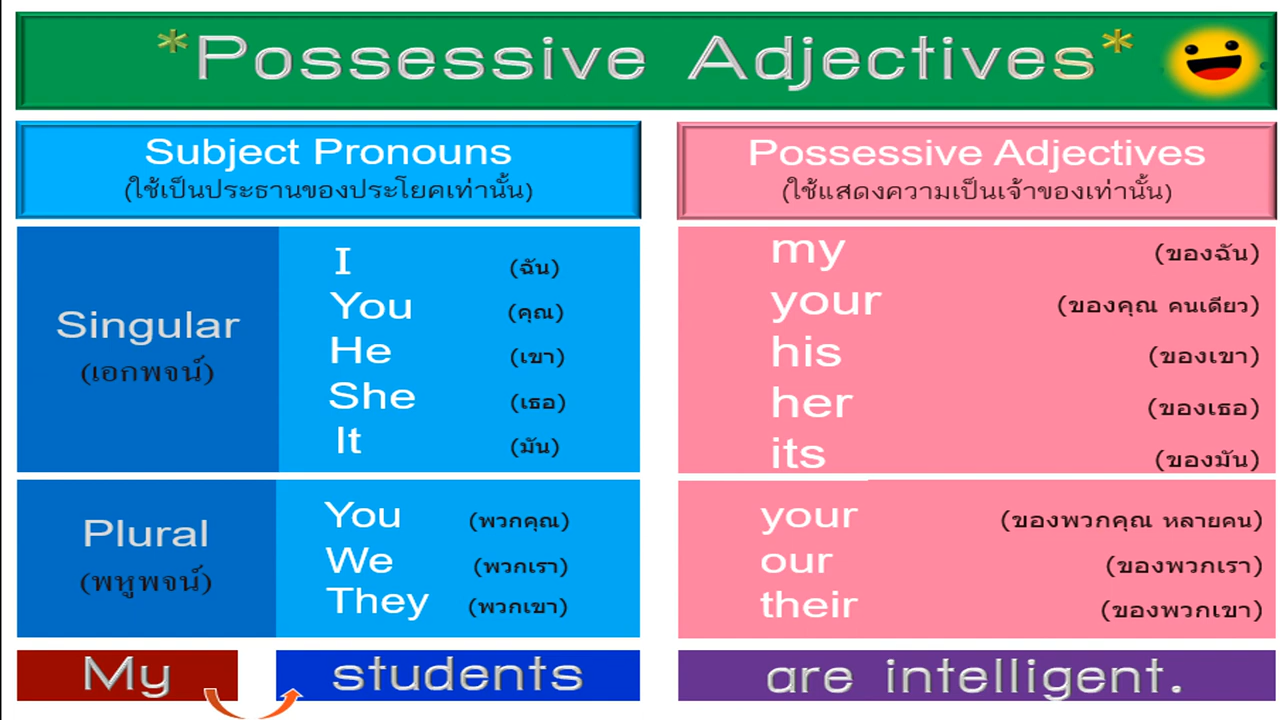 *Possessive Adjectives*
Subject Pronouns
(ใช้เป็นประธานของประโยคเท่านั้น)
Possessive Adjectives
(ใช้แสดงความเป็นเจ้าของเท่านั้น)
Singular
(เอกพจน์)
I (ฉัน)
You (คุณ)
He (เขา)
She (เธอ)
It (มัน)
my (ของฉัน)
your (ของคุณ คนเดียว)
his (ของเขา)
her (ของเธอ)
its (ของมัน)
Plural
(พหูพจน์)
You (พวกคุณ)
We (พวกเรา)
They (พวกเขา)
your (ของพวกคุณ หลายคน)
our (ของพวกเรา)
their (ของพวกเขา)
My students are intelligent.